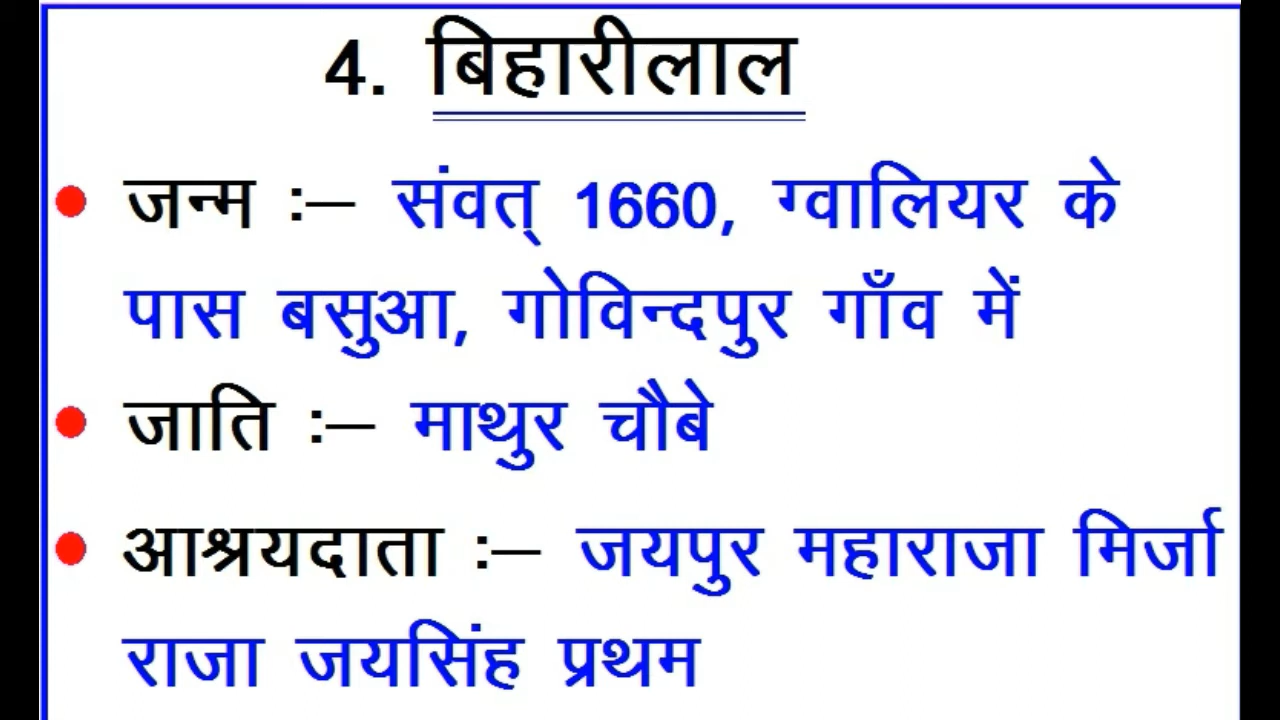 4. बिहारीलाल
• जन्म :– संवत् 1660, ग्वालियर के
पास बसुआ, गोविन्दपुर गाँव में
• जाति :– माथुर चौबे
• आश्रयदाता :– जयपुर महाराजा मिर्जा
राजा जयसिंह प्रथम